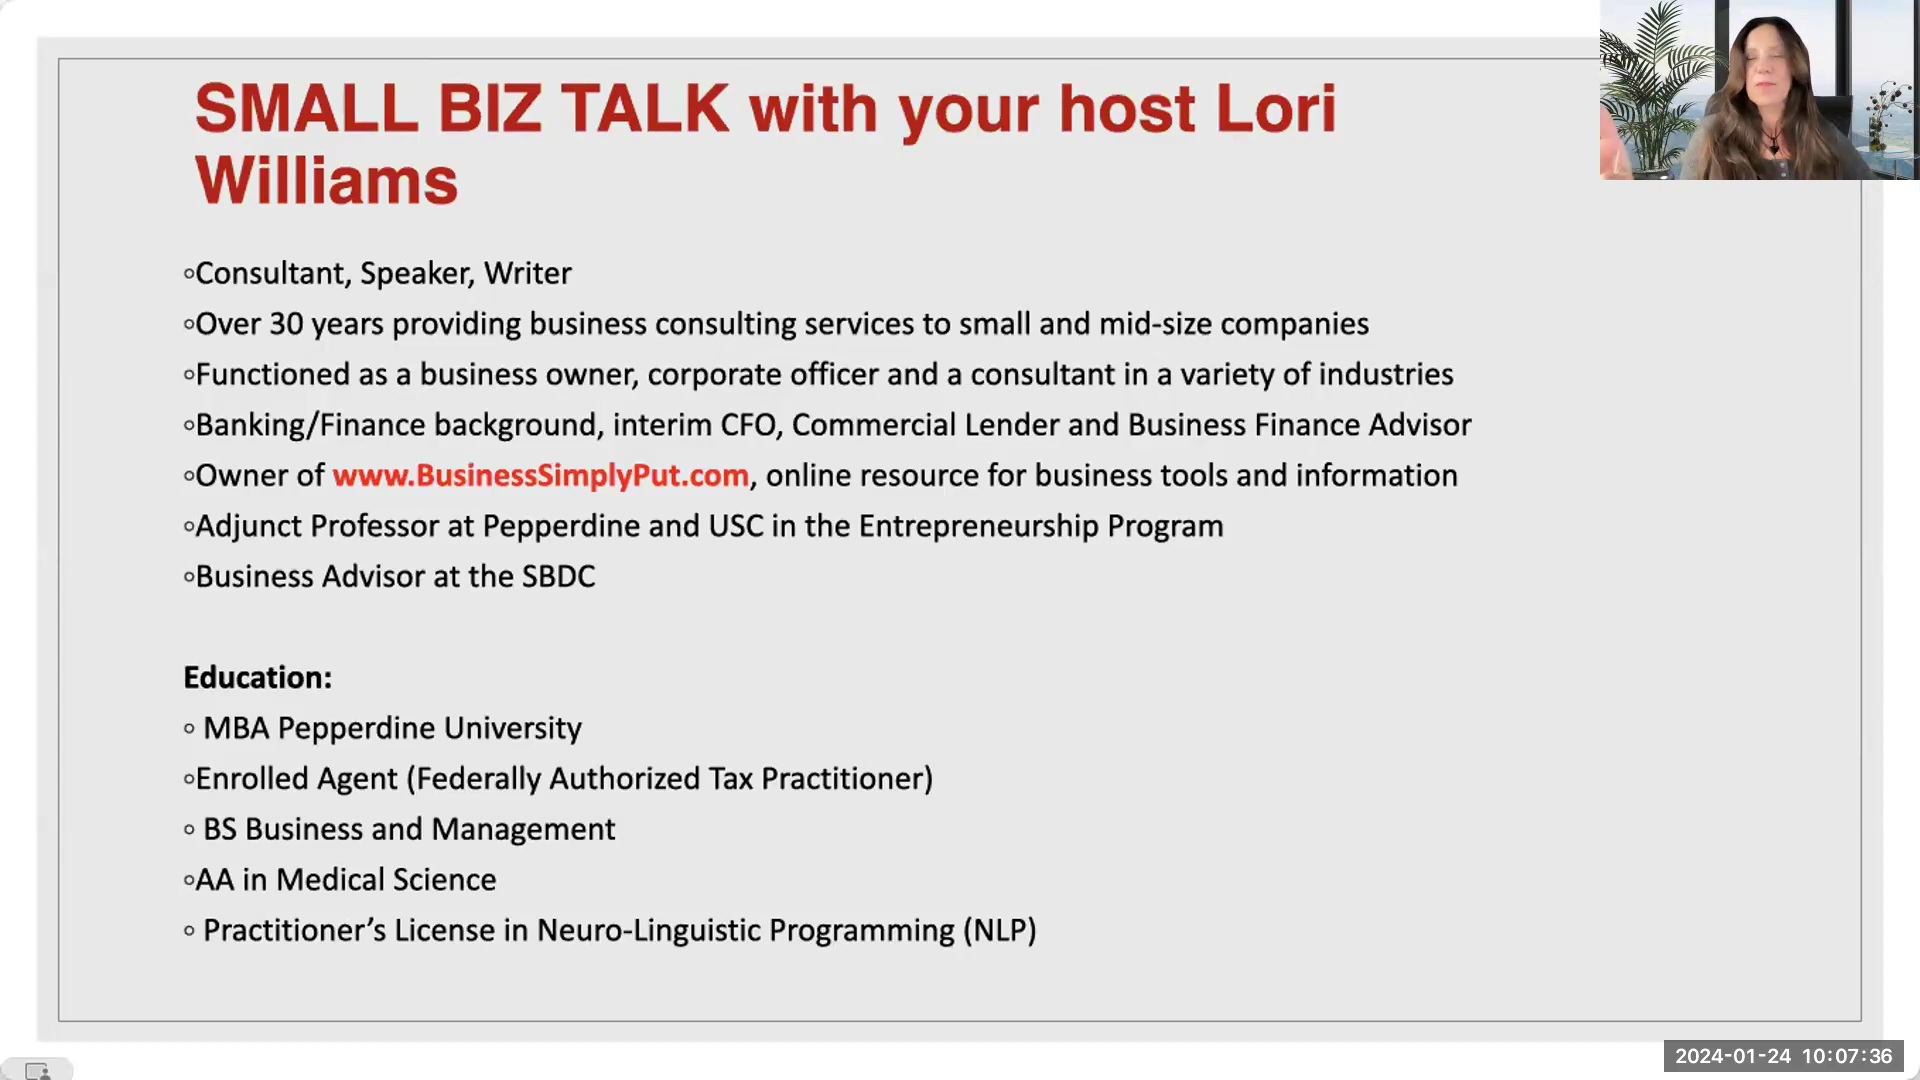 SMALL BIZ TALK with your host Lori
Williams
◦Consultant, Speaker, Writer
◦Over 30 years providing business consulting services to small and mid-size companies
◦Functioned as a business owner, corporate officer and a consultant in a variety of industries
◦Banking/Finance background, interim CFO, Commercial Lender and Business Finance Advisor
◦Owner of www.BusinessSimplyPut.com, online resource for business tools and information
◦Adjunct Professor at Pepperdine and USC in the Entrepreneurship Program
◦Business Advisor at the SBDC
Education:
◦ MBA Pepperdine University
◦Enrolled Agent (Federally Authorized Tax Practitioner)
◦ BS Business and Management
◦AA in Medical Science
◦ Practitioner’s License in Neuro-Linguistic Programming (NLP)
2024-01-24 10:07:36